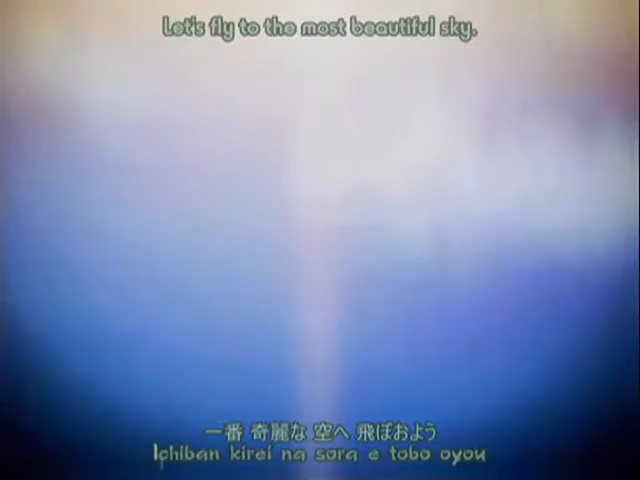 Let's fly to the most beautiful sky.
一番 奇麗な 空へ 飛ぼおよう
Ichiban kirei na sora e tobo oyou